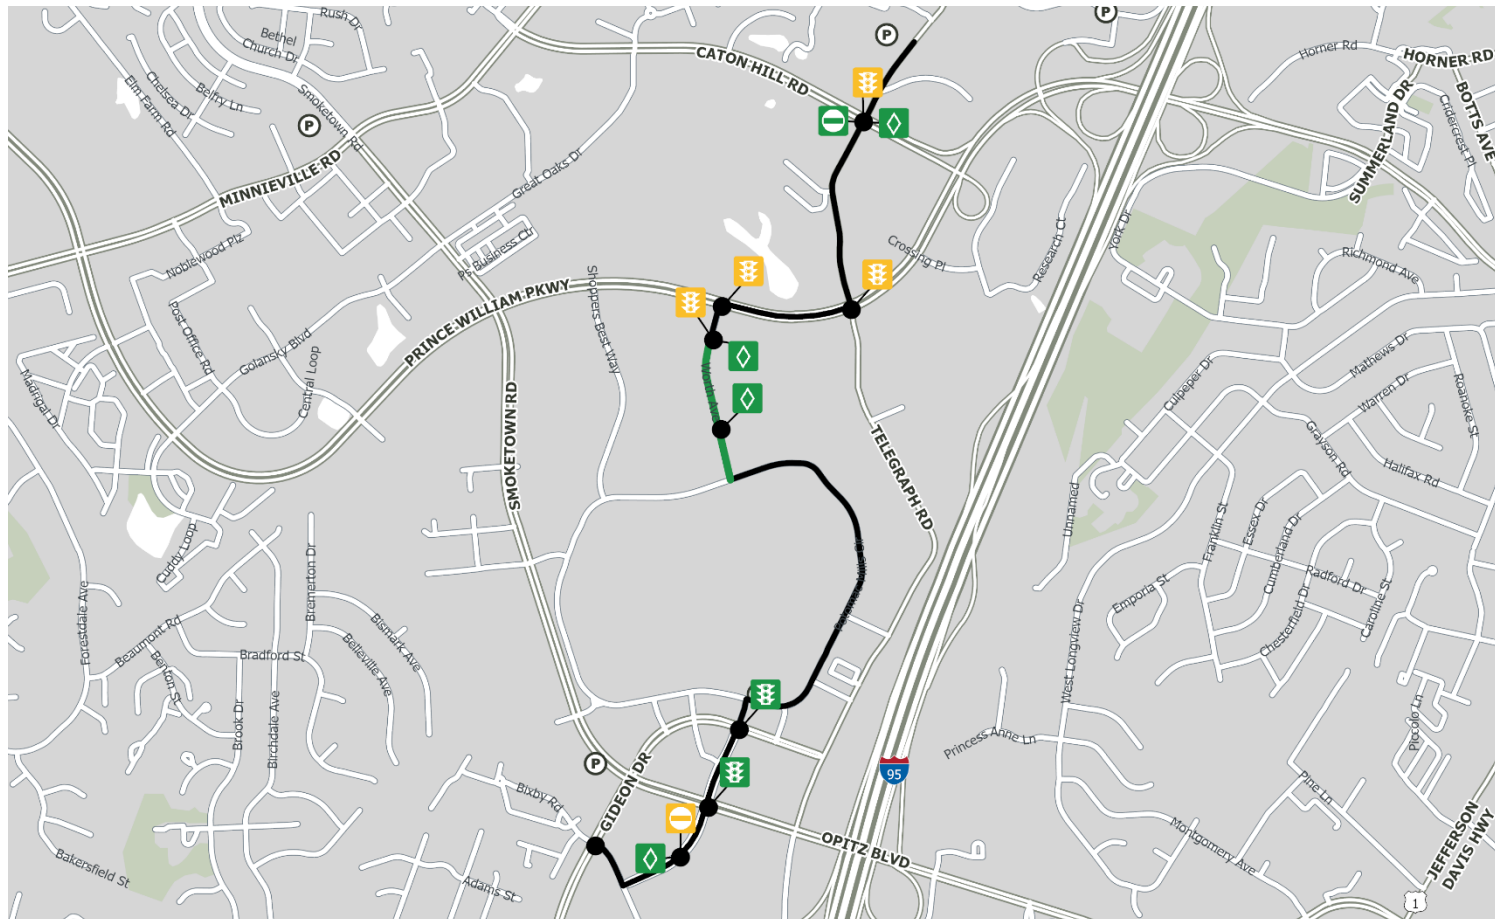 Rush Dr
Bethel
Church Dr
P
P
Chelsea Dr
Belfry Ln
Elm Farm Rd
Smoketown Rd
P
MINNIEVILLE RD
CATON HILL RD
Horner Rd
HORNER RD
BOTTS AVE
SUMMERLAND DR
Cridercrest Pl
Great Oaks Dr
Noblewood Plz
Ps Business Ctr
Crossing Pl
Research Ct
York Dr
Richmond Ave
Post Office Rd
Golansky Blvd
Central Loop
PRINCE WILLIAM PKWY
Shoppers Best Way
Worth Ave
Madrigal Dr
SMOKETOWN RD
TELEGRAPH RD
Culpeper Dr
Mathews Dr
Warren Dr
Roanoke St
Grayson Rd
Halifax Rd
Unnamed
Franklin St
Essex Dr
Cumberland Dr
Radford Dr
Emporia St
Chesterfield Dr
Caroline St
Cuddy Loop
Forestdale Ave
Beaumont Rd
Benton St
Bremerton Dr
Bismark Ave
Belleville Ave
Bradford St
Brook Dr
Birchdale Ave
West Longview Dr
Princess Anne Ln
Piccolo Ln
Pine Ln
Montgomery Ave
JEFFERSON
DAVIS HWY
1
95
P
GIDEON DR
Bixby Rd
OPITZ BLVD
Bakersfield St
Adams St